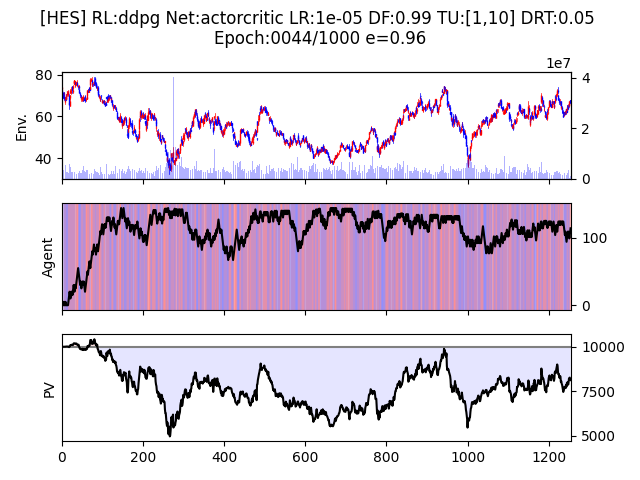 [HES] RL:ddpg Net:actorcritic LR:1e-05 DF:0.99 TU:[1,10] DRT:0.05
Epoch:0044/1000 e=0.96
1e7
80
60
40
Env.
4
2
0
Agent
100
0
PV
10000
7500
5000
0 200 400 600 800 1000 1200